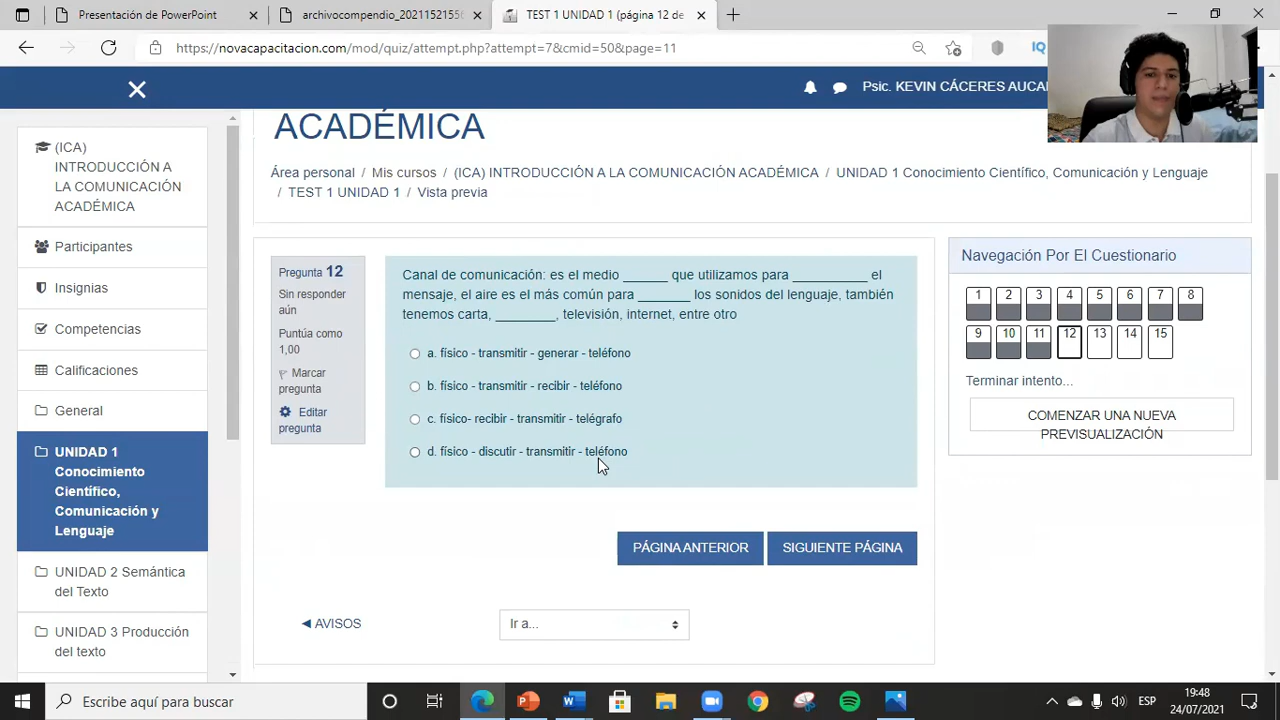 Presentación de PowerPoint
archivocompendio_20211521556
TEST 1 UNIDAD 1 (página 12 de
https://novacapacitacion.com/mod/quiz/attempt.php?attempt=7&cmid=50&page=11
IQ
Psic. KEVIN CÁCERES AUCA
ACADÉMICA
(ICA)
INTRODUCCIÓN A
LA COMUNICACIÓN
ACADÉMICA
Participantes
Insignias
Competencias
Calificaciones
General
UNIDAD 1
Conocimiento
Científico,
Comunicación y
Lenguaje
UNIDAD 2 Semántica
del Texto
UNIDAD 3 Producción
del texto
Área personal / Mis cursos / (ICA) INTRODUCCIÓN A LA COMUNICACIÓN ACADÉMICA / UNIDAD 1 Conocimiento Científico, Comunicación y Lenguaje
/ TEST 1 UNIDAD 1 / Vista previa
Pregunta 12
Sin responder
aún
Puntúa como
1,00
Marcar
pregunta
Editar
pregunta
Canal de comunicación: es el medio ______ que utilizamos para __________ el
mensaje, el aire es el más común para _______ los sonidos del lenguaje, también
tenemos carta, ________, televisión, internet, entre otro
a. físico - transmitir - generar - teléfono
b. físico - transmitir - recibir - teléfono
c. físico- recibir - transmitir - telégrafo
d. físico - discutir - transmitir - teléfono
PÁGINA ANTERIOR
SIGUIENTE PÁGINA
◄ AVISOS
Ir a...
Navegación Por El Cuestionario
1 2 3 4 5 6 7 8
9 10 11 12 13 14 15
Terminar intento...
COMENZAR UNA NUEVA
PREVISUALIZACIÓN
Escribe aquí para buscar
ESP
19:48
24/07/2021